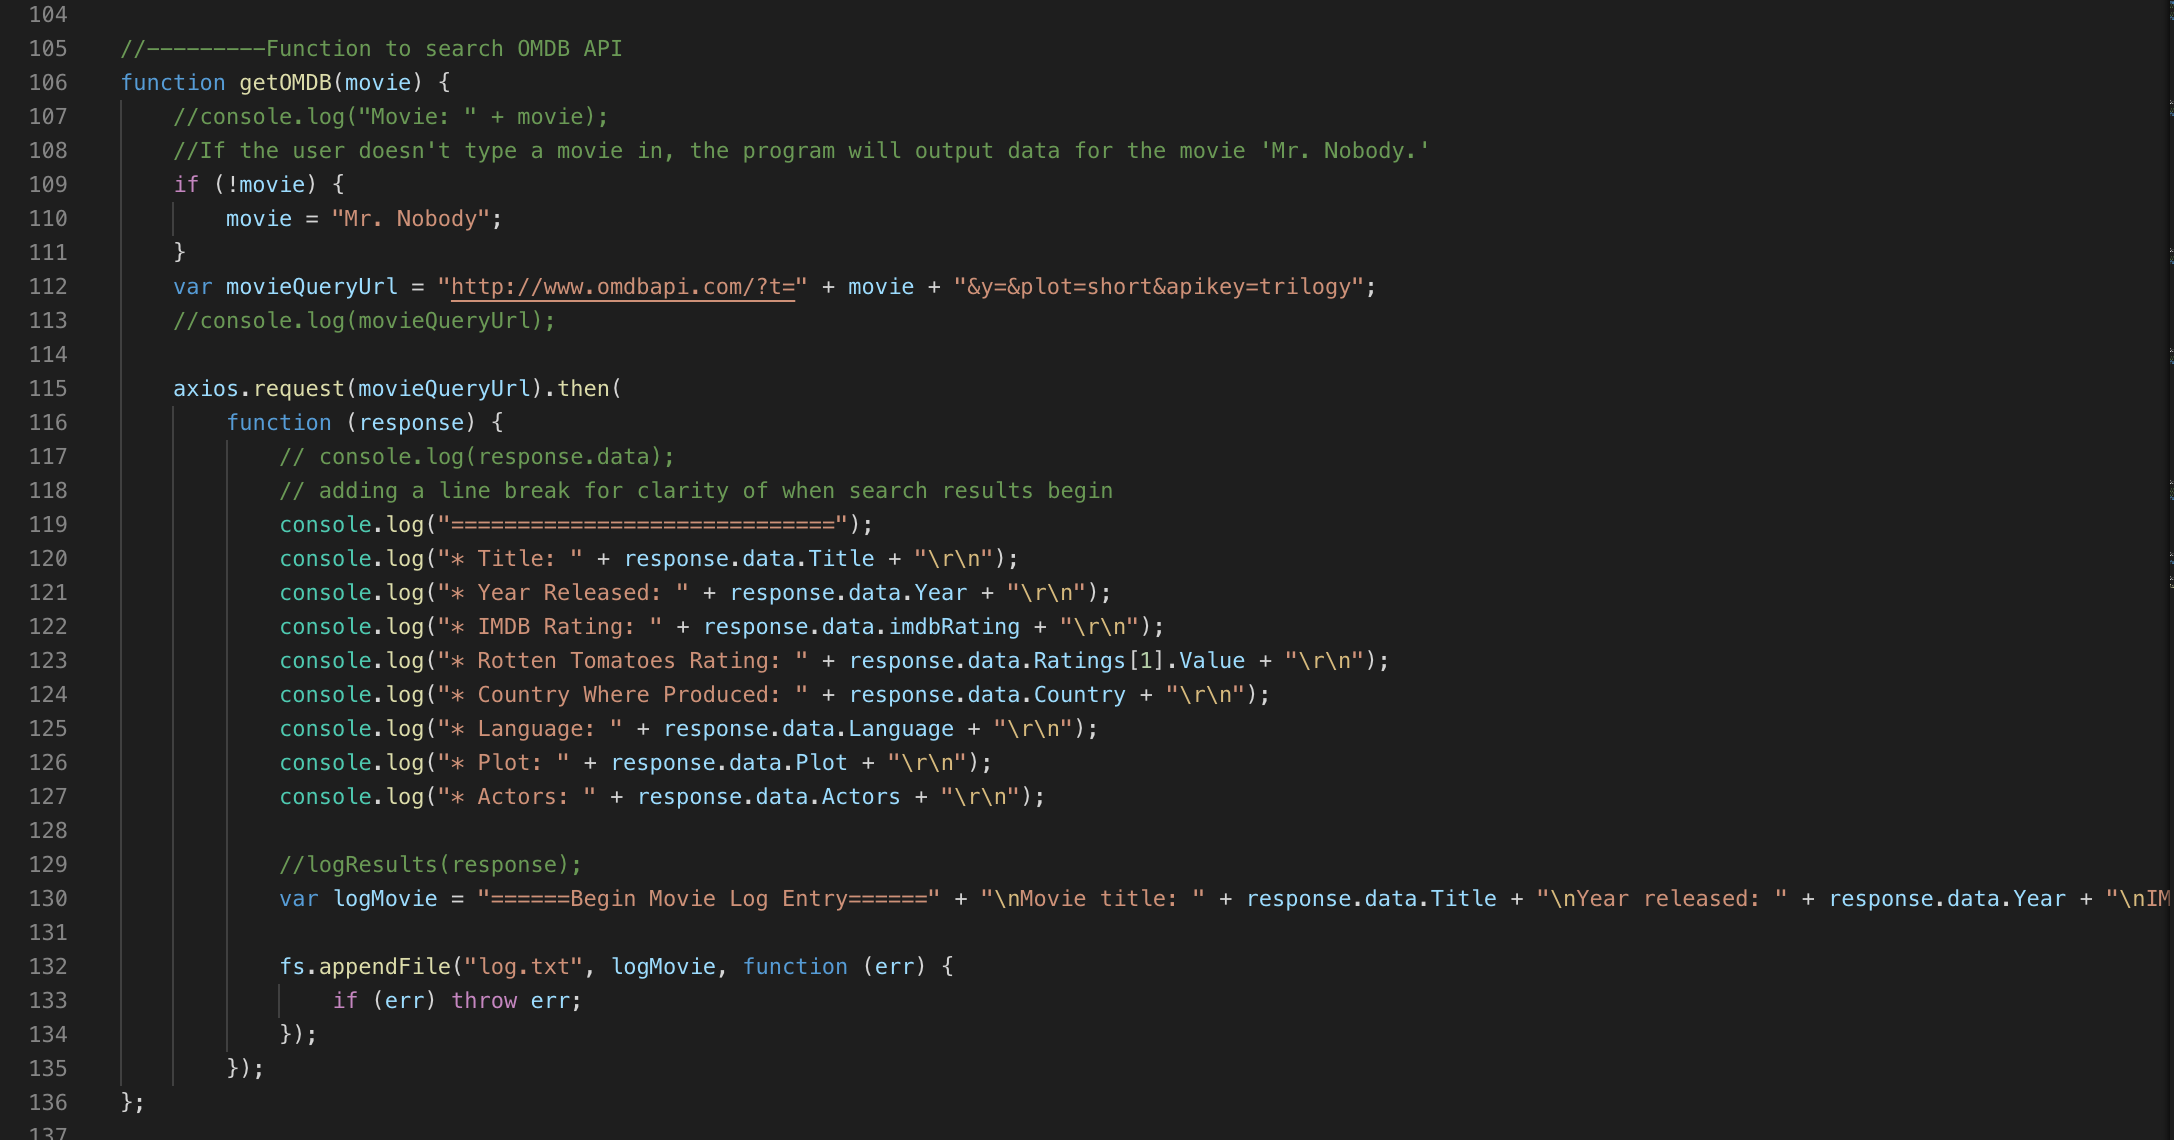 104
105 //---------Function to search OMDB API
106 function getOMDB(movie) {
107     //console.log("Movie: " + movie);
108     //If the user doesn't type a movie in, the program will output data for the movie 'Mr. Nobody.'
109     if (!movie) {
110         movie = "Mr. Nobody";
111     }
112     var movieQueryUrl = "http://www.omdbapi.com/?t=" + movie + "&y=&plot=short&apikey=trilogy";
113     //console.log(movieQueryUrl);
114
115     axios.request(movieQueryUrl).then(
116         function (response) {
117             // console.log(response.data);
118             // adding a line break for clarity of when search results begin
119             console.log("=============================");
120             console.log("* Title: " + response.data.Title + "\r\n");
121             console.log("* Year Released: " + response.data.Year + "\r\n");
122             console.log("* IMDB Rating: " + response.data.imdbRating + "\r\n");
123             console.log("* Rotten Tomatoes Rating: " + response.data.Ratings[1].Value + "\r\n");
124             console.log("* Country Where Produced: " + response.data.Country + "\r\n");
125             console.log("* Language: " + response.data.Language + "\r\n");
126             console.log("* Plot: " + response.data.Plot + "\r\n");
127             console.log("* Actors: " + response.data.Actors + "\r\n");
128
129             //logResults(response);
130             var logMovie = "======Begin Movie Log Entry======" + "\nMovie title: " + response.data.Title + "\nYear released: " + response.data.Year + "\nIM
131
132             fs.appendFile("log.txt", logMovie, function (err) {
133                 if (err) throw err;
134             });
135         });
136 };
137